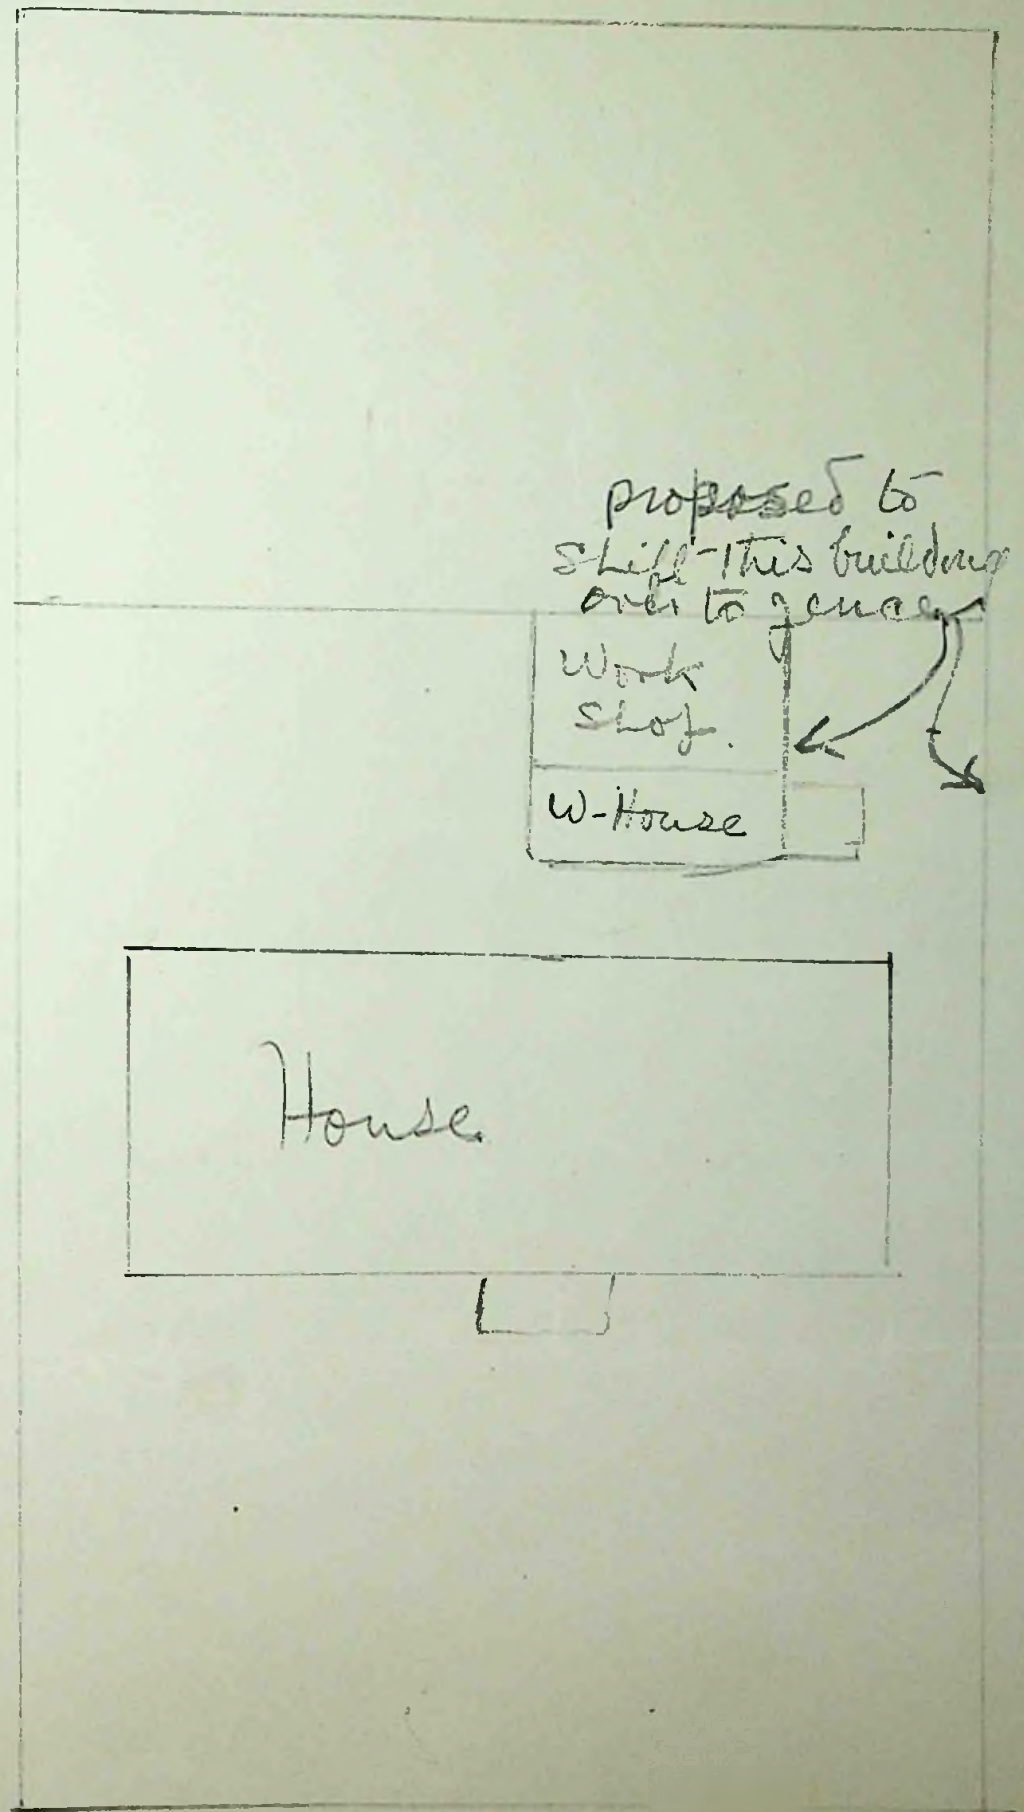 proposed to
shift this building
over to fence
Work
Shop.
W-House
House